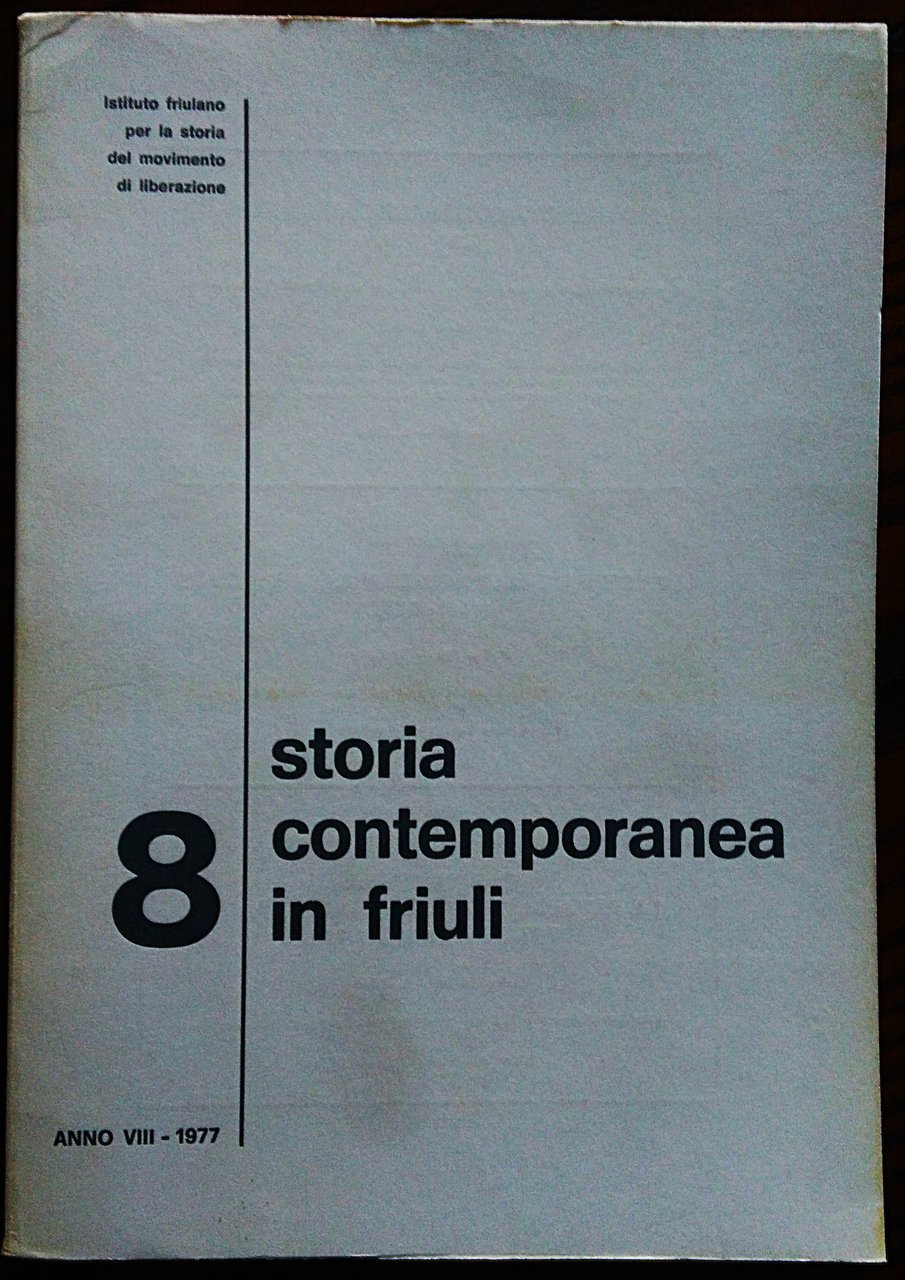 Istituto friulano
per la storia
del movimento
di liberazione
storia
contemporanea
in friuli
8
ANNO VIII - 1977